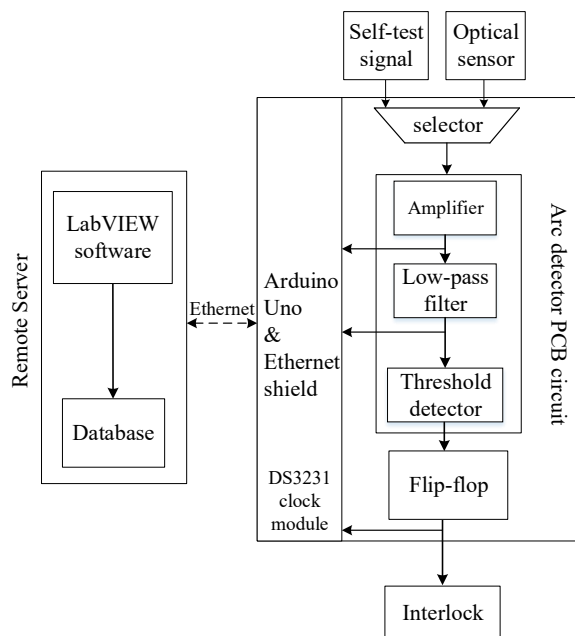 Self-test
signal
Optical
sensor
selector
Amplifier
Low-pass
filter
Threshold
detector
Flip-flop
Interlock
Arc detector PCB circuit
Arduino
Uno
&
Ethernet
shield
DS3231
clock
module
Ethernet
Remote Server
LabVIEW
software
Database